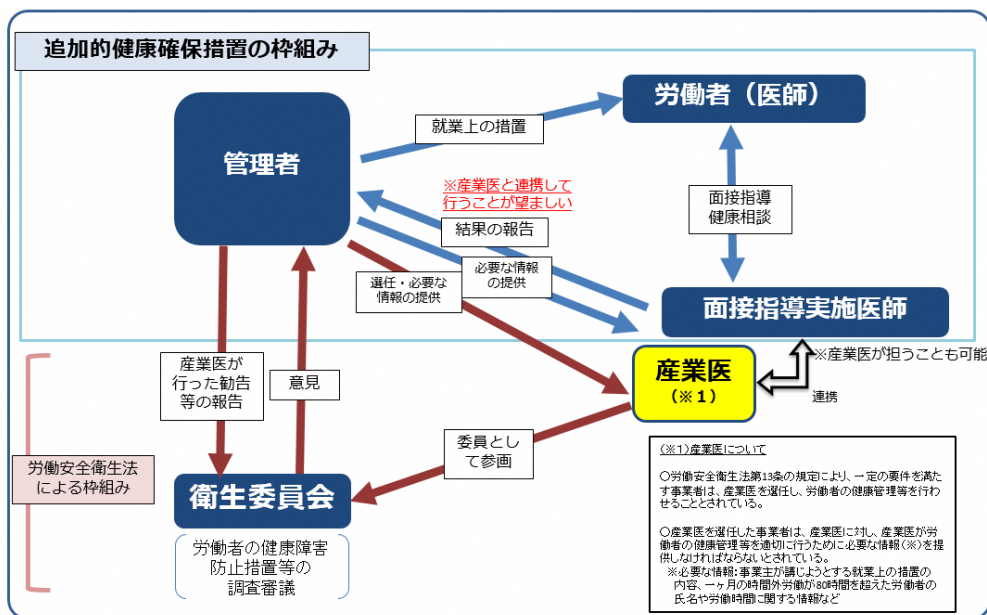 追加的健康確保措置の枠組み
労働者（医師）
管理者
就業上の措置
※産業医と連携して
行うことが望ましい
面接指導
健康相談
結果の報告
必要な情報
の提供
選任・必要な
情報の提供
面接指導実施医師
産業医
（※１）
※産業医が担うことも可能
連携
産業医が
行った勧告
等の報告
意見
委員とし
て参画
労働安全衛生法
による枠組み
衛生委員会
労働者の健康障害
防止措置等の
調査審議
（※１）産業医について
○労働安全衛生法第13条の規定により、一定の要件を満た
す事業者は、産業医を選任し、労働者の健康管理等を行わ
せることとされている。
○産業医を選任した事業者は、産業医に対し、産業医が労
働者の健康管理等を適切に行うために必要な情報（※）を提
供しなければならないとされている。
※必要な情報：事業主が講じようとする就業上の措置の
内容、一ヶ月の時間外労働が80時間を超えた労働者の
氏名や労働時間に関する情報など